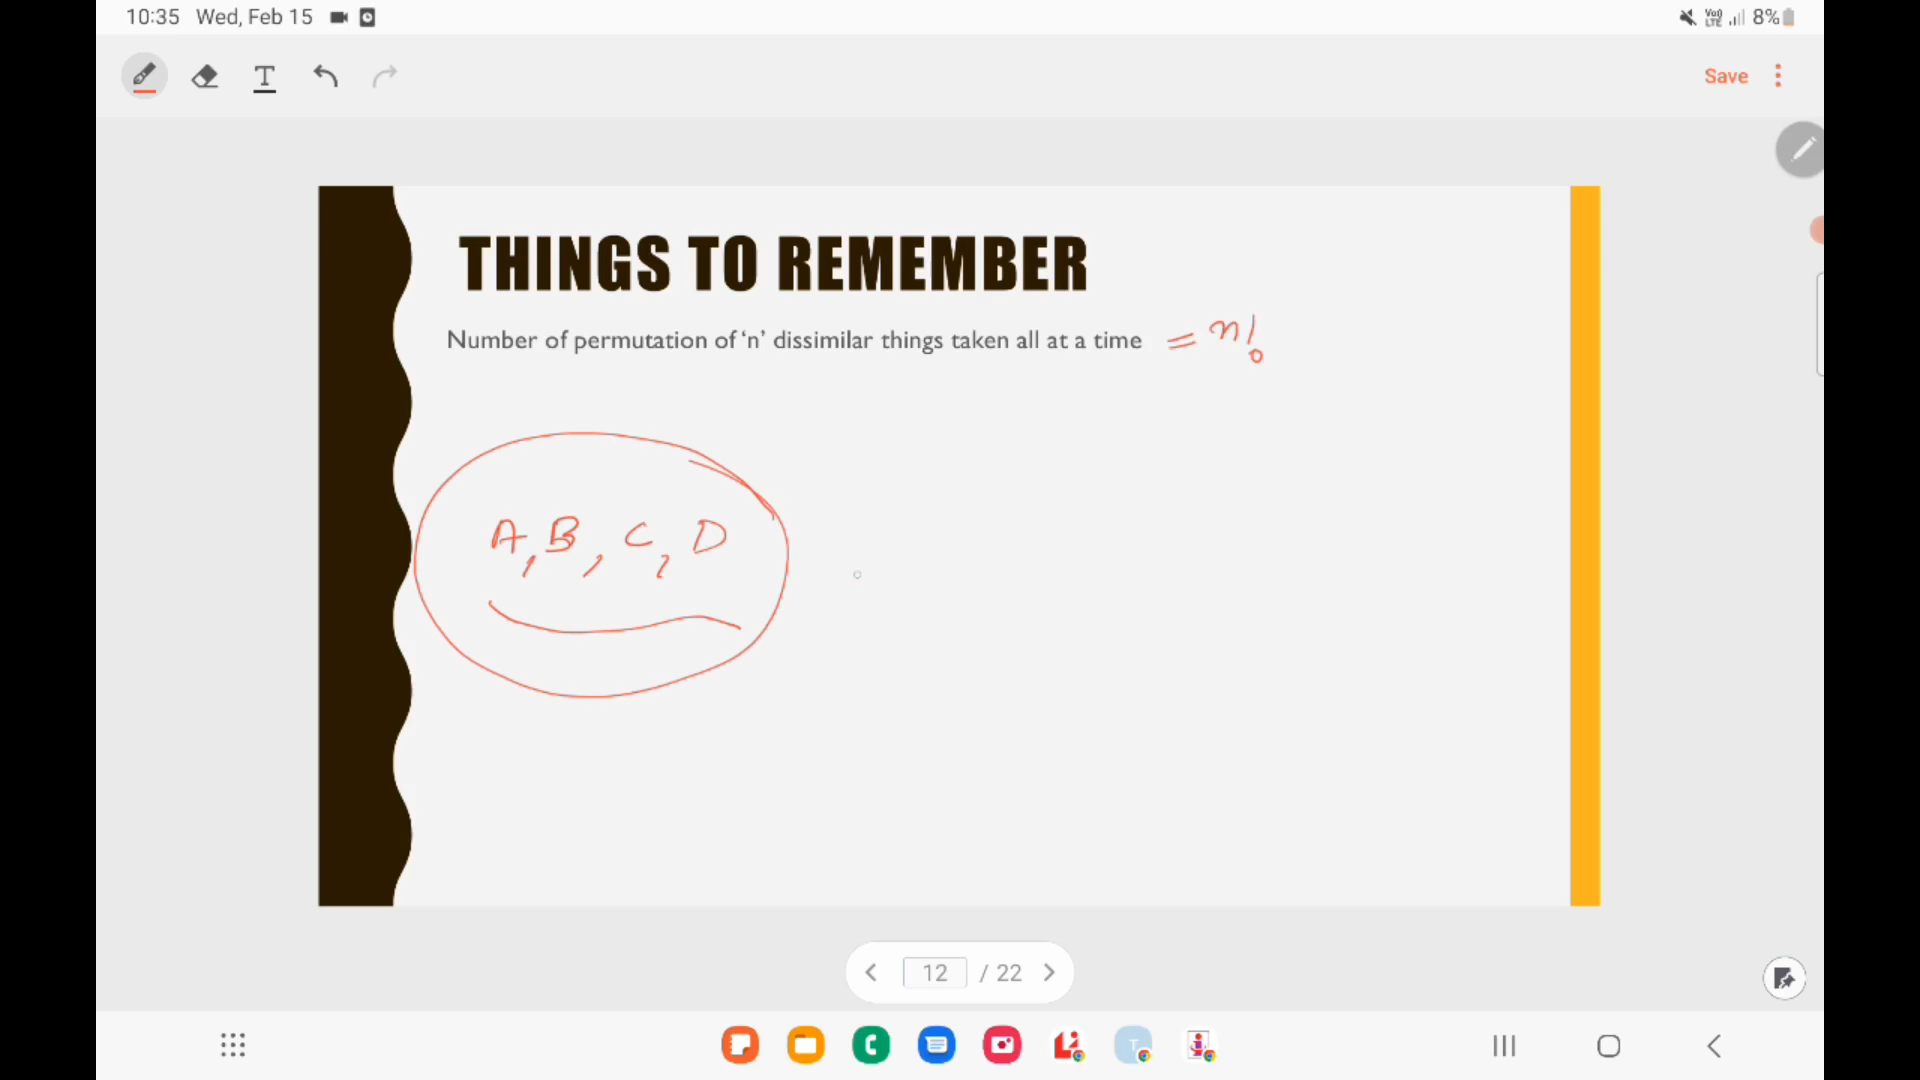 10:35 Wed, Feb 15 8%
Save
THINGS TO REMEMBER
Number of permutation of ‘n’ dissimilar things taken all at a time = n!
A, B, C, D
12 / 22